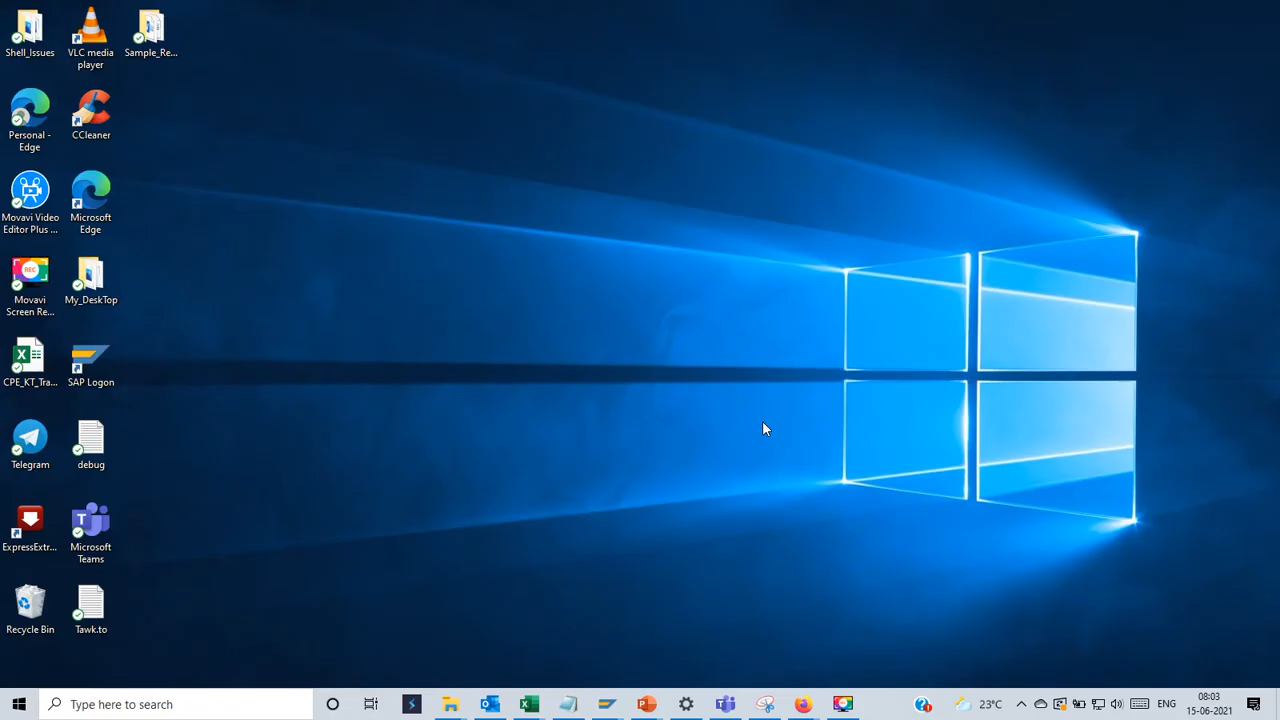 Shell_Issues
VLC media
player
Sample_Re...
Personal -
Edge
CCleaner
Movavi Video
Editor Plus ...
Microsoft
Edge
REC
Movavi
Screen Re...
My_DeskTop
CPE_KT_Tra...
SAP Logon
Telegram
debug
ExpressExtr...
Microsoft
Teams
Recycle Bin
Tawk.to
Type here to search
23°C
ENG
08:03
15-06-2021